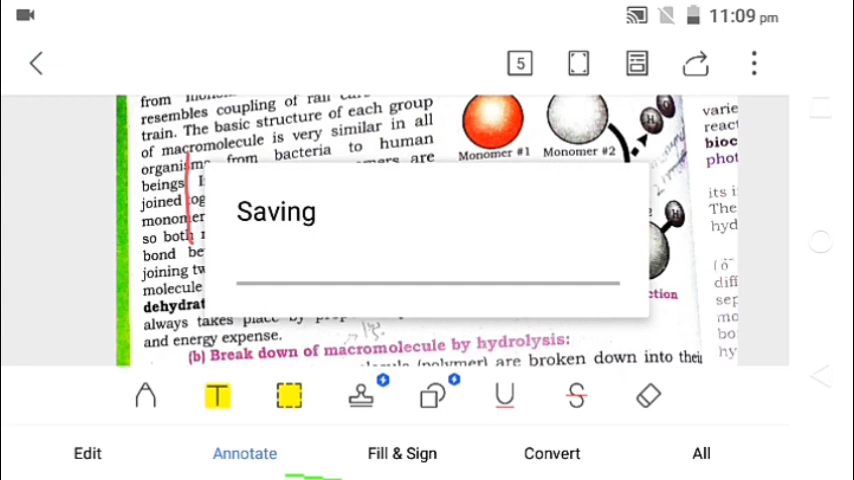 11:09 pm
5
from
resembles coupling of rail
train. The basic structure of each group
of macromolecule is very similar in all
organisms from bacteria to human
beings. are
joined
monomer
so both
bond be
joining tw
molecule
dehydrat
always takes place by
and energy expense.
Monomer #1 Monomer #2
H
H
ction
varie
react
bioc
phot
its i
The
hyd
diff
sep
mo
bo
hy
(b) Break down of macromolecule by hydrolysis:
(polymer) are broken down into thei
Saving
T
U
S
Edit
Annotate
Fill & Sign
Convert
All